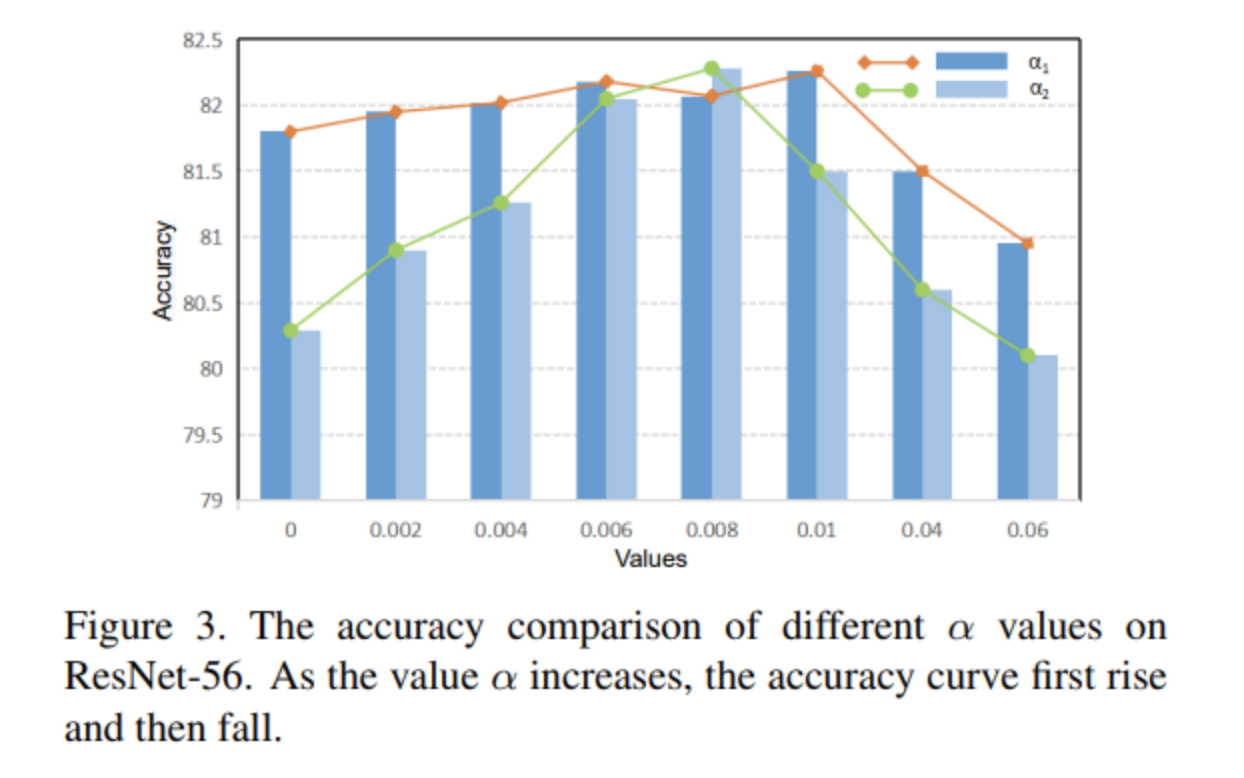 82.5
α1
α2
82
81.5
81
80.5
80
79.5
79
Accuracy
0 0.002 0.004 0.006 0.008 0.01 0.04 0.06
Values
Figure 3. The accuracy comparison of different α values on
ResNet-56. As the value α increases, the accuracy curve first rise
and then fall.